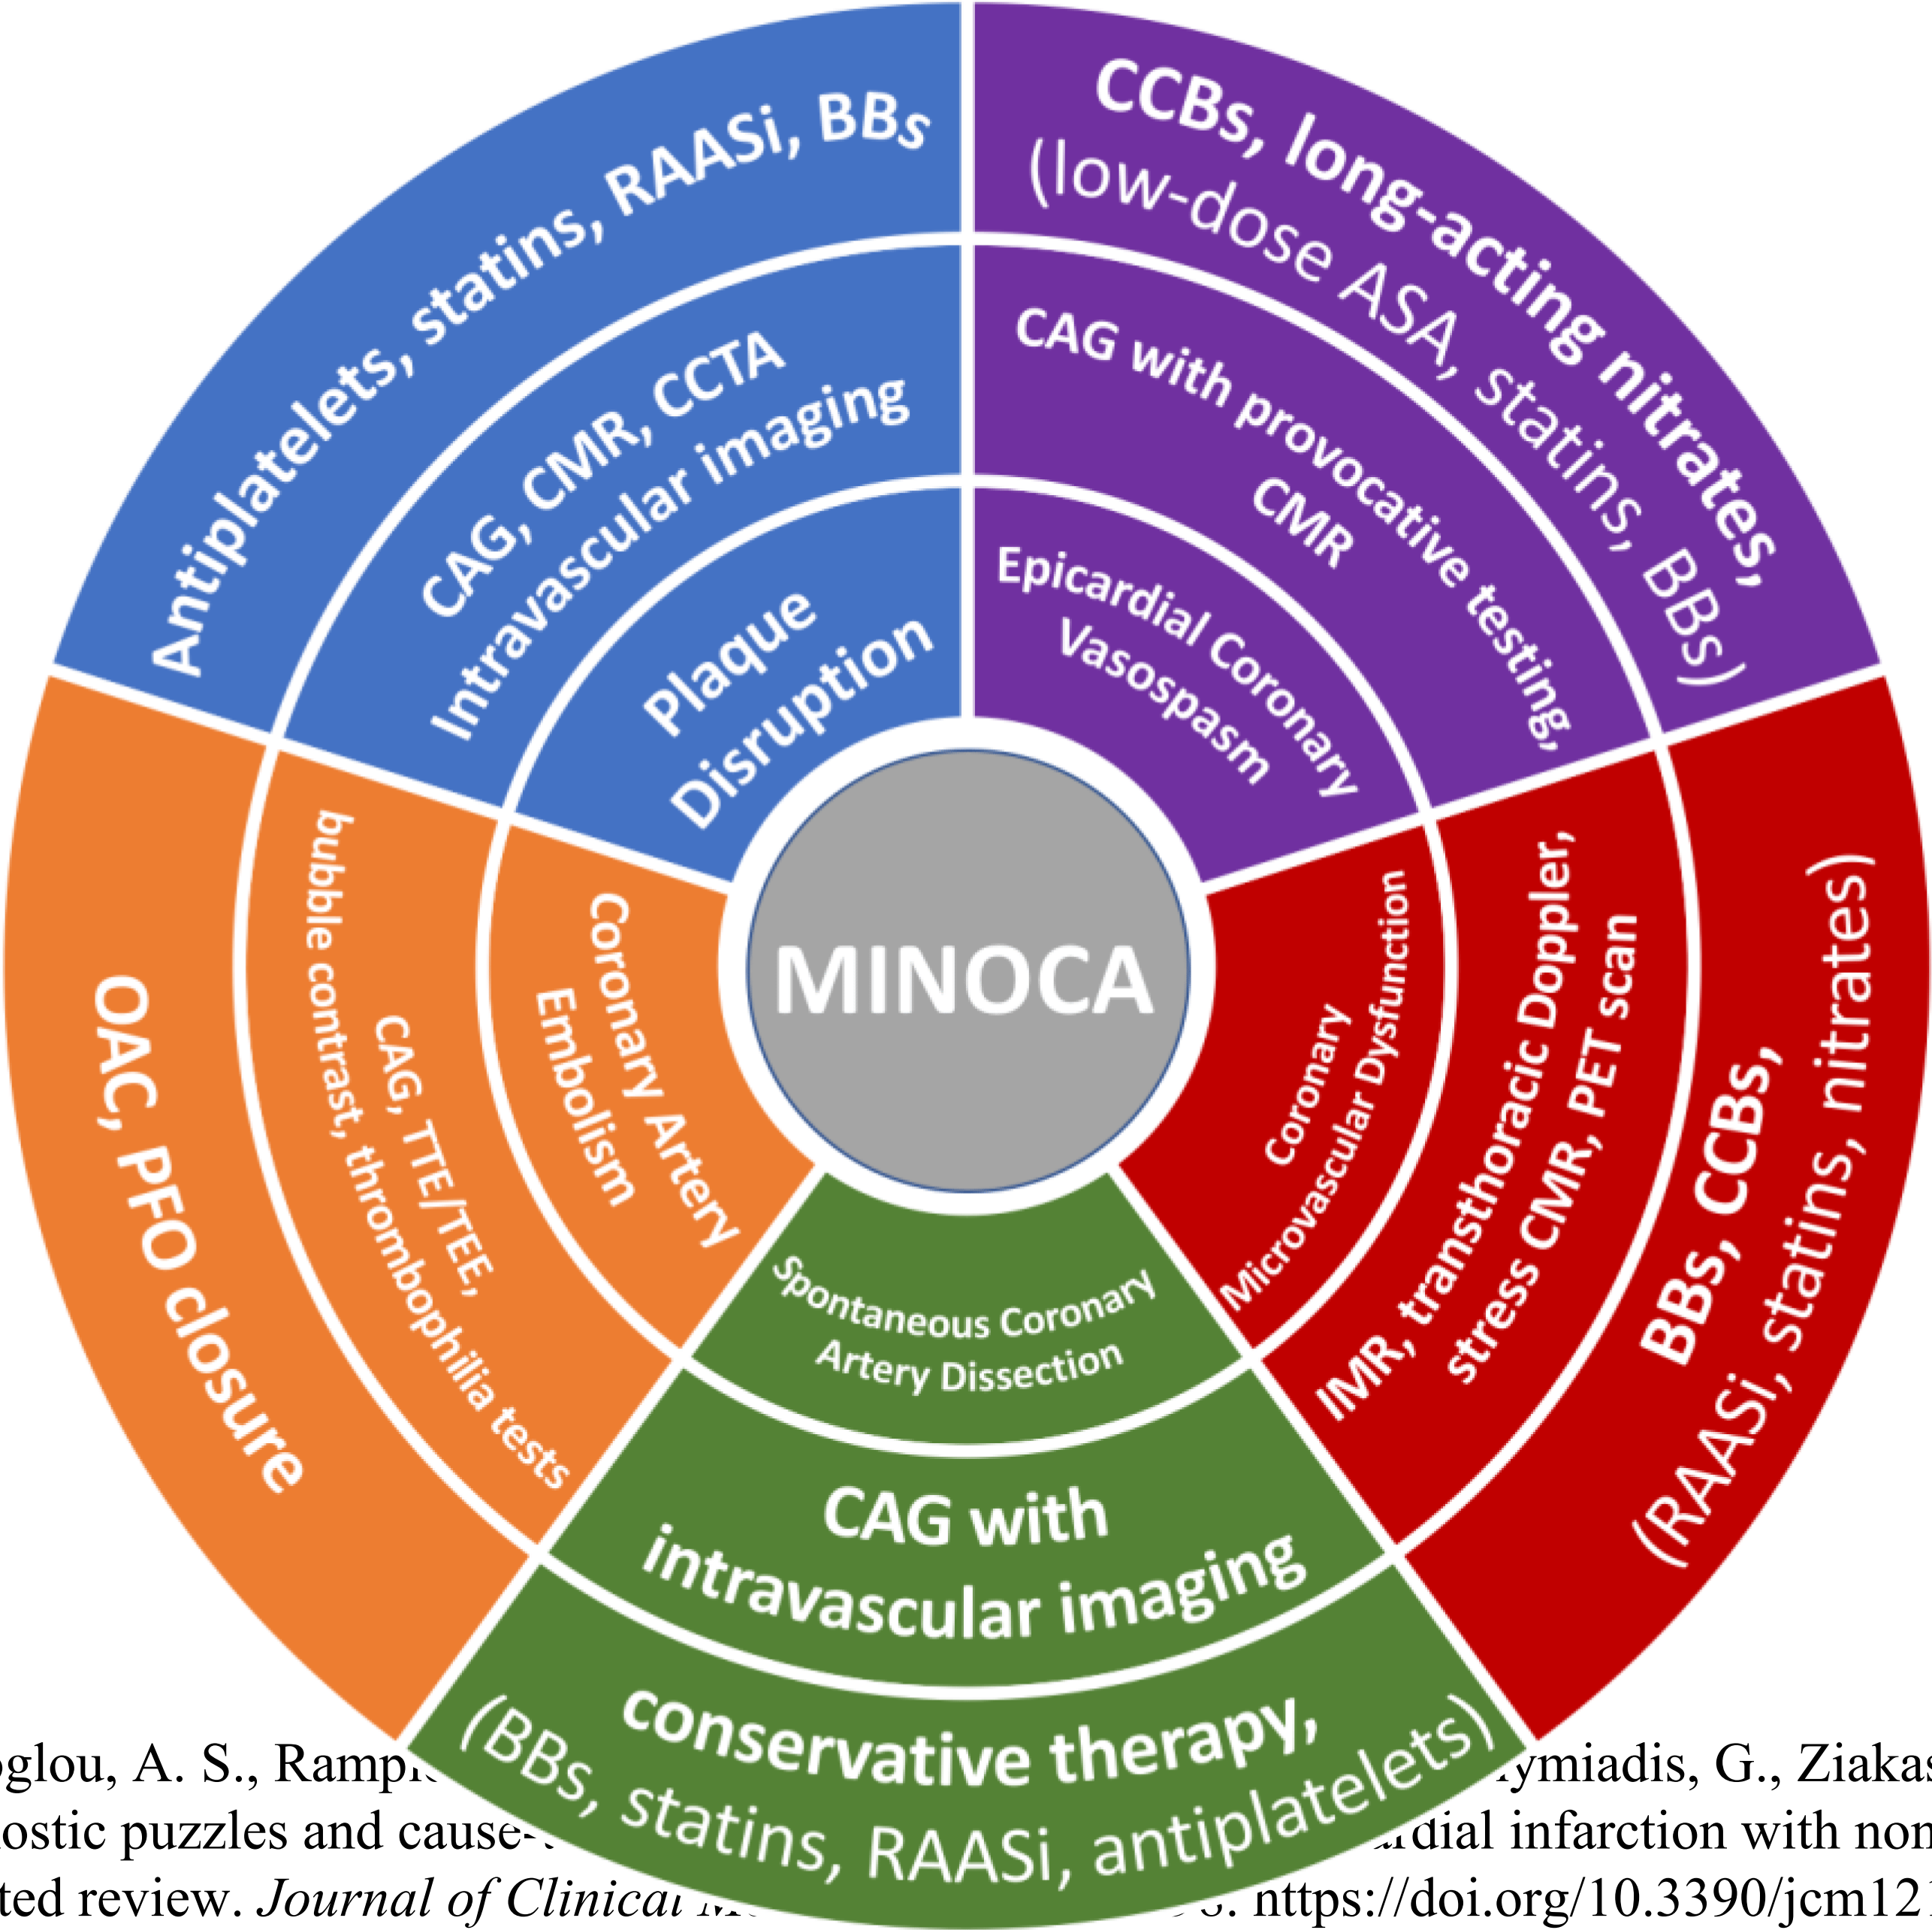 Antiplatelets, statins, RAASi, BBs
CAG, CMR, CCTA
Intravascular imaging
Plaque
Disruption
CCBs, long-acting nitrates,
(low-dose ASA, statins, BBs)
CAG with provocative testing,
CMR
Epicardial Coronary
Vasospasm
MINOCA
Coronary
Microvascular Dysfunction
IMR, transthoracic Doppler,
stress CMR, PET scan
BBs, CCBs,
(RAASi, statins, nitrates)
Spontaneous Coronary
Artery Dissection
CAG with
intravascular imaging
conservative therapy,
(BBs, statins, RAASi, antiplatelets)
Coronary Artery
Embolism
CAG, TTE/TEE,
bubble contrast, thrombophilia tests
OAC, PFO closure
oglou, A. S., Ramp ymiadis, G., Ziakas
ostic puzzles and cause- dial infarction with non
ted review. Journal of Clinical https://doi.org/10.3390/jcm121